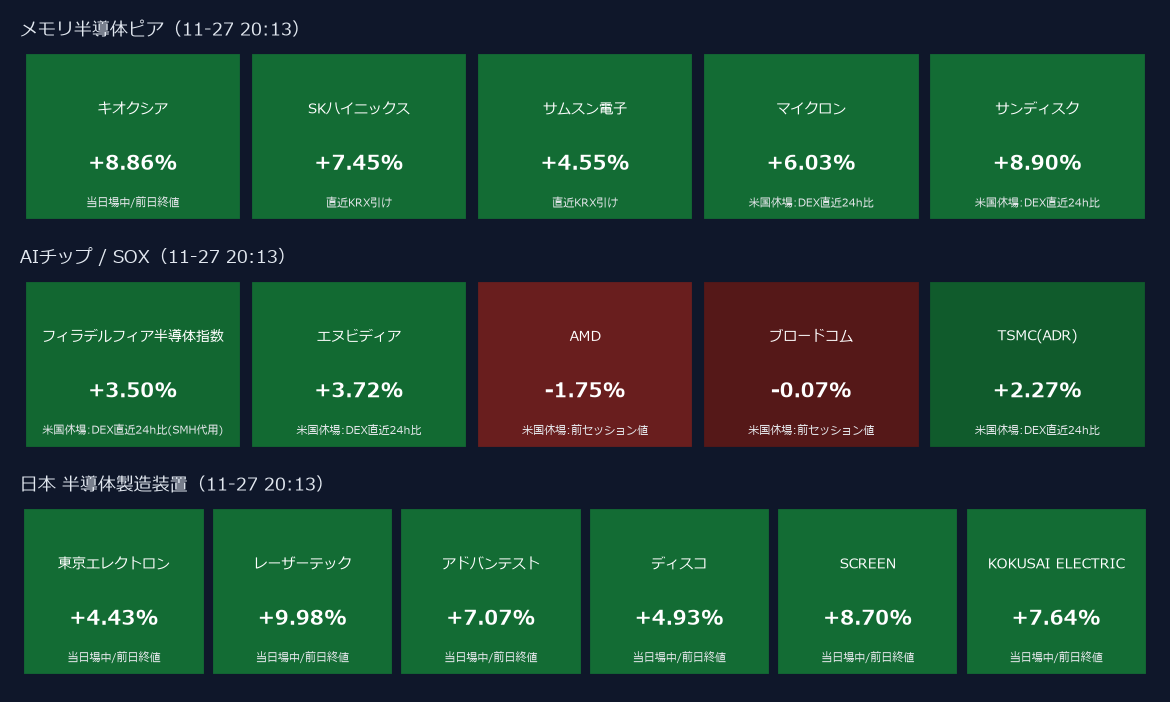 メモリ半導体ピア（11-27 20:13）
キオクシア
+8.86%
当日場中/前日終値
SKハイニックス
+7.45%
直近KRX引け
サムスン電子
+4.55%
直近KRX引け
マイクロン
+6.03%
米国休場:DEX直近24h比
サンディスク
+8.90%
米国休場:DEX直近24h比
AIチップ / SOX（11-27 20:13）
フィラデルフィア半導体指数
+3.50%
米国休場:DEX直近24h比(SMH代用)
エヌビディア
+3.72%
米国休場:DEX直近24h比
AMD
-1.75%
米国休場:前セッション値
ブロードコム
-0.07%
米国休場:前セッション値
TSMC(ADR)
+2.27%
米国休場:DEX直近24h比
日本 半導体製造装置（11-27 20:13）
東京エレクトロン
+4.43%
当日場中/前日終値
レーザーテック
+9.98%
当日場中/前日終値
アドバンテスト
+7.07%
当日場中/前日終値
ディスコ
+4.93%
当日場中/前日終値
SCREEN
+8.70%
当日場中/前日終値
KOKUSAI ELECTRIC
+7.64%
当日場中/前日終値